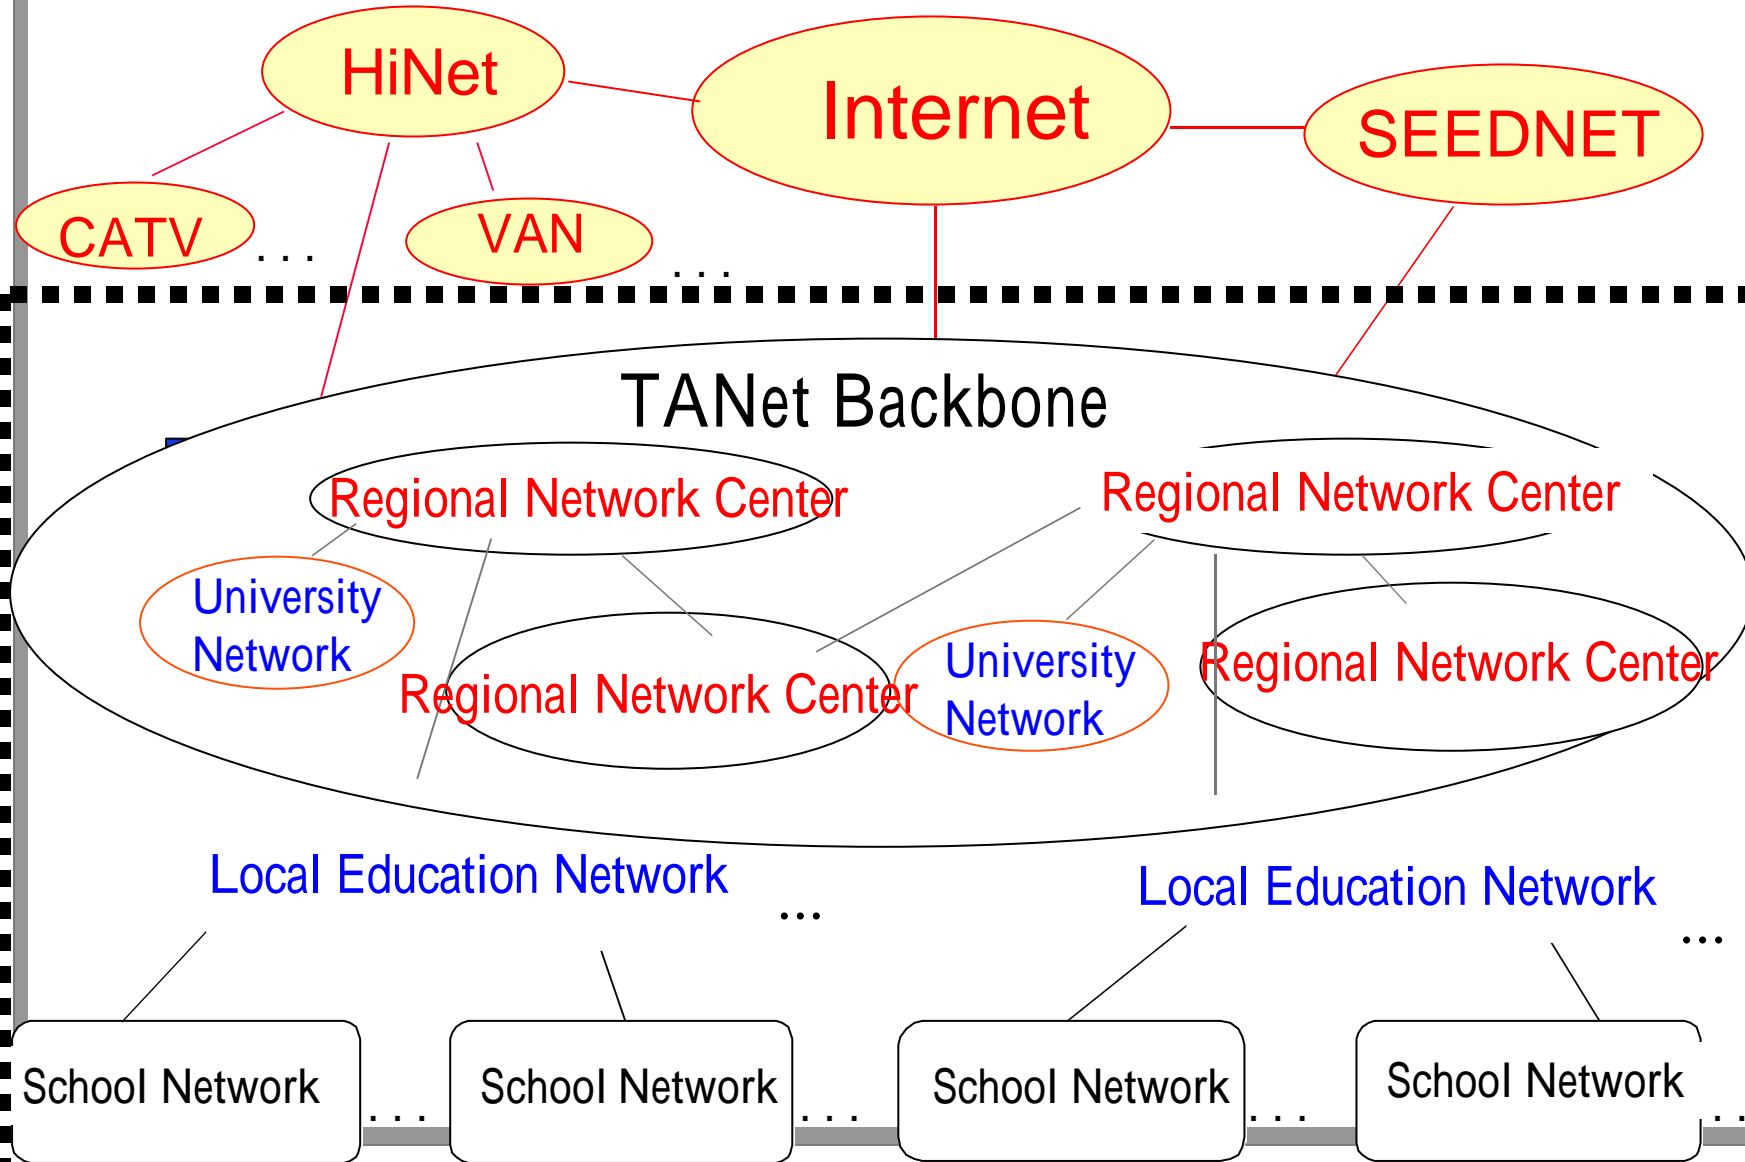 HiNet
Internet
SEEDNET
CATV
. . .
VAN
. . .
TANet Backbone
Regional Network Center
Regional Network Center
University
Network
Regional Network Center
University
Network
Regional Network Center
Local Education Network
...
Local Education Network
...
School Network
. . .
School Network
. . .
School Network
. . .
School Network
. .